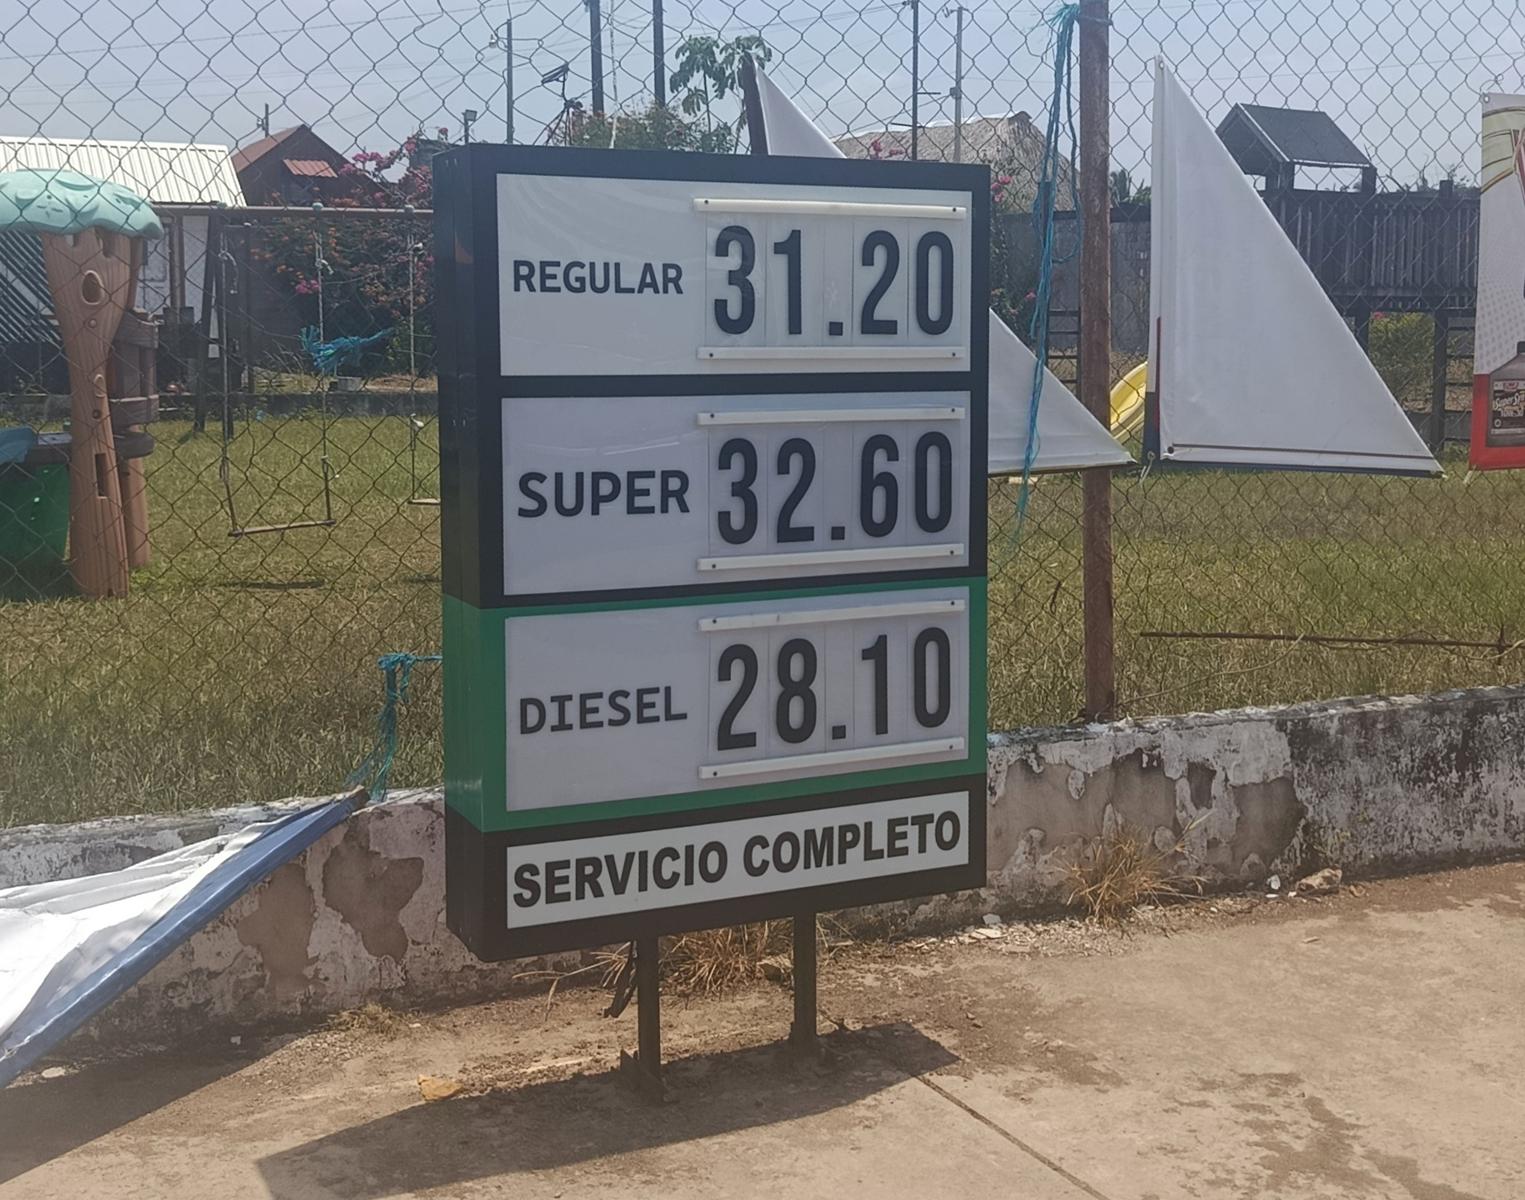 REGULAR 31.20
SUPER 32.60
DIESEL 28.10
SERVICIO COMPLETO